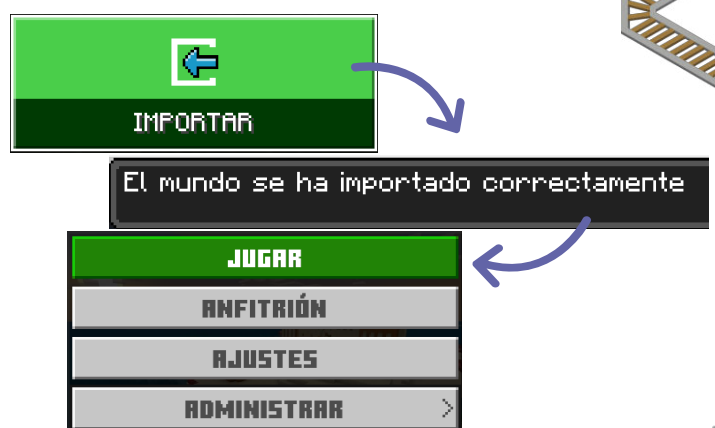 IMPORTAR
El mundo se ha importado correctamente
JUGAR
ANFITRIÓN
AJUSTES
ADMINISTRAR